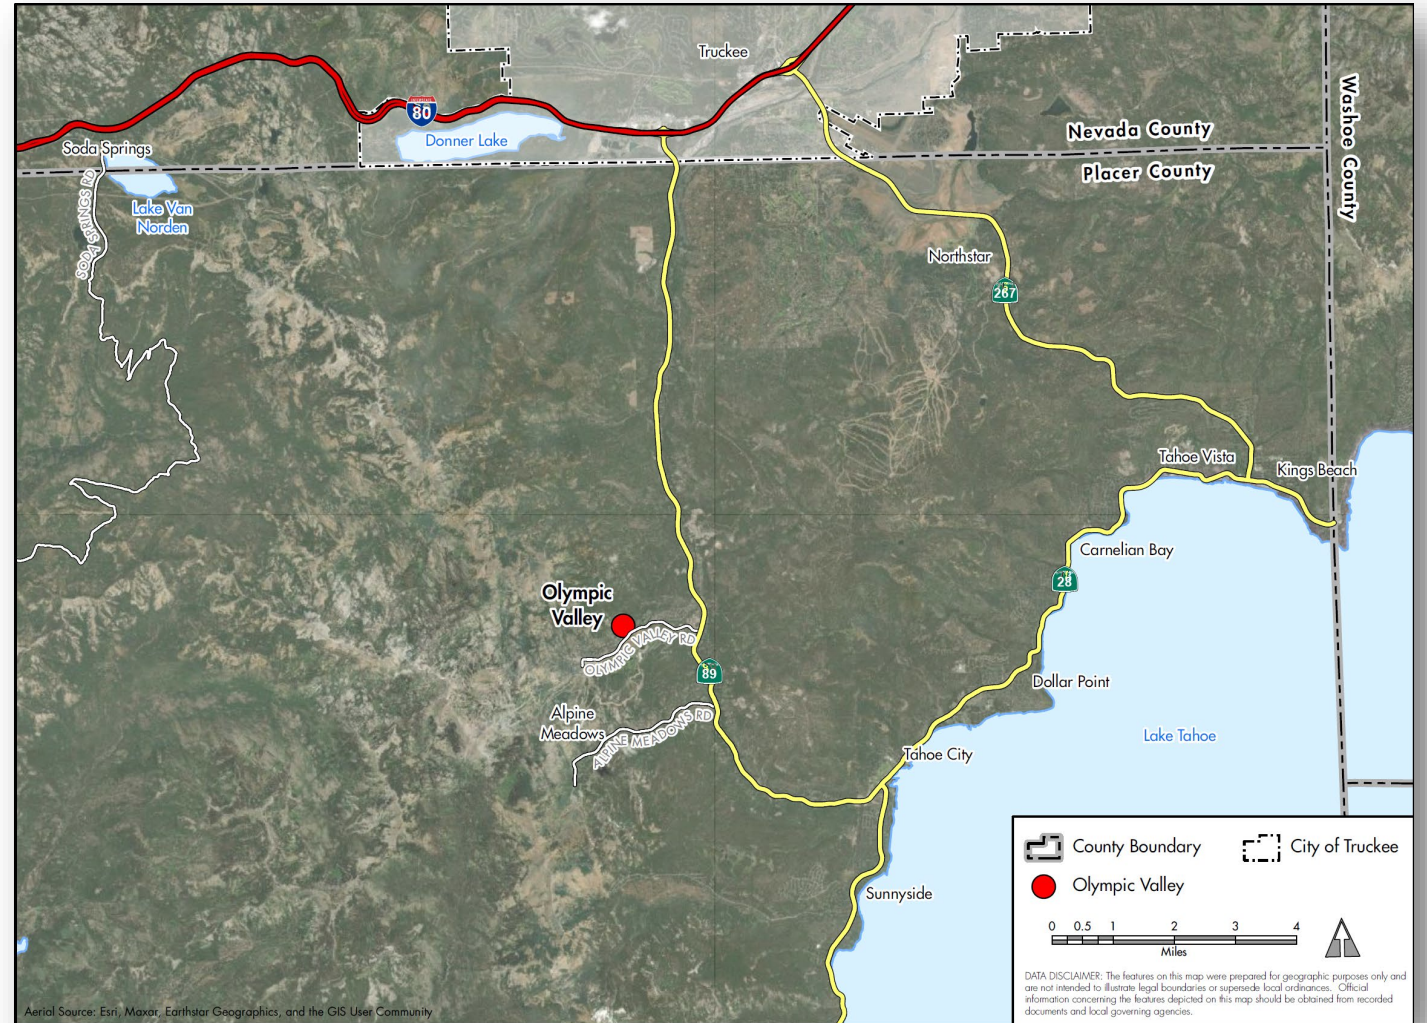 Truckee
80
Donner Lake
Soda Springs
Nevada County
Placer County
Washoe County
SODA SPRINGS RD
Lake Van
Norden
Northstar
267
Tahoe Vista
Kings Beach
Carnelian Bay
28
Olympic
Valley
OLYMPIC VALLEY RD
89
Dollar Point
Alpine
Meadows
ALPINE MEADOWS RD
Lake Tahoe
Tahoe City
Sunnyside
County Boundary
City of Truckee
Olympic Valley
0 0.5 1 2 3 4
Miles
DATA DISCLAIMER: The features on this map were prepared for geographic purposes only and
are not intended to illustrate legal boundaries or supersede local ordinances. Official
information concerning the features depicted on this map should be obtained from recorded
documents and local governing agencies.
Aerial Source: Esri, Maxar, Earthstar Geographics, and the GIS User Community